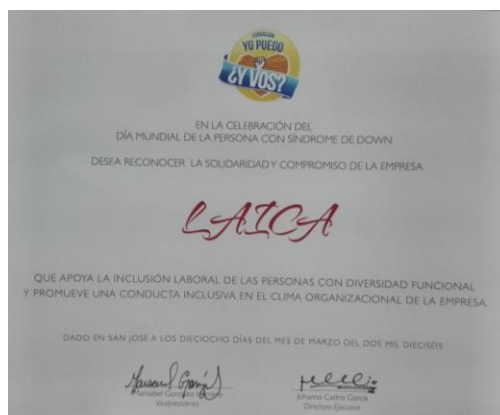 FUNDACIÓN
YO PUEDO
¿Y VOS?
EN LA CELEBRACIÓN DEL
DÍA MUNDIAL DE LA PERSONA CON SÍNDROME DE DOWN
DESEA RECONOCER LA SOLIDARIDAD Y COMPROMISO DE LA EMPRESA
LAICA
QUE APOYA LA INCLUSIÓN LABORAL DE LAS PERSONAS CON DIVERSIDAD FUNCIONAL
Y PROMUEVE UNA CONDUCTA INCLUSIVA EN EL CLIMA ORGANIZACIONAL DE LA EMPRESA.
DADO EN SAN JOSÉ A LOS DIECIOCHO DÍAS DEL MES DE MARZO DEL DOS MIL DIECISÉIS
González
Johanna Castro García
Vicepresidente
Directora Ejecutiva